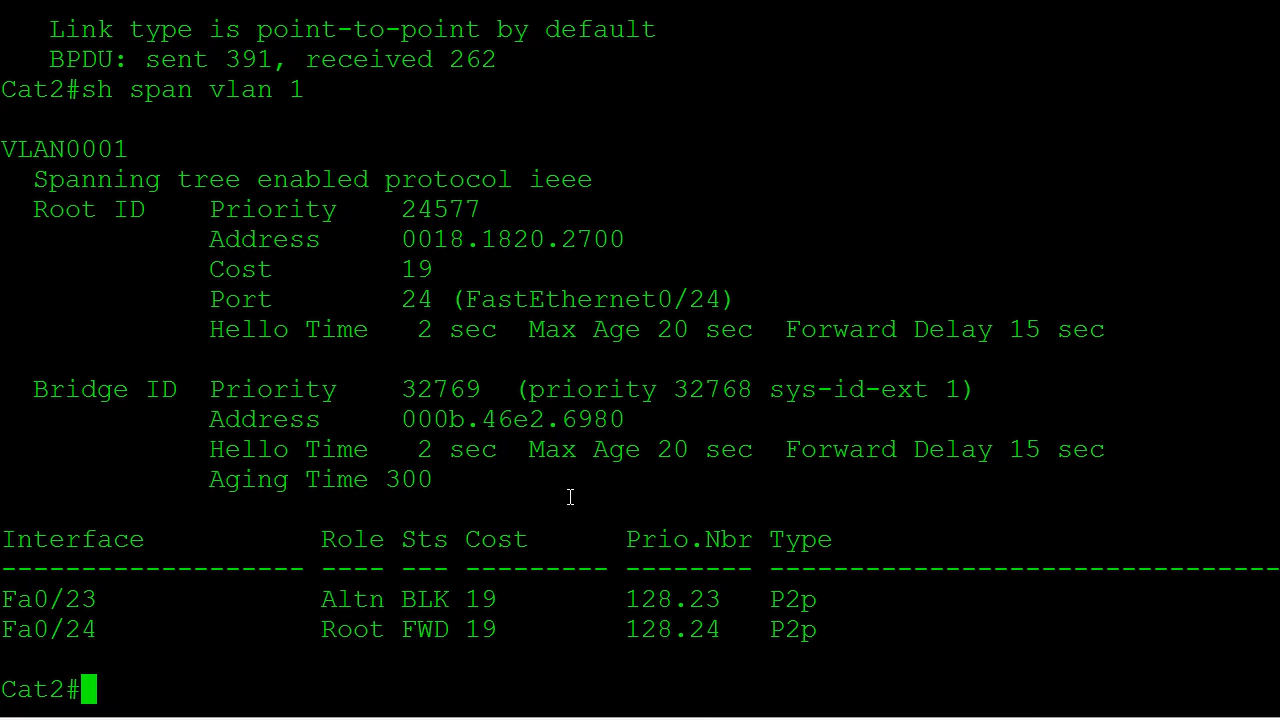 Link type is point-to-point by default
BPDU: sent 391, received 262
Cat2#sh span vlan 1
VLAN0001
Spanning tree enabled protocol ieee
Root ID Priority 24577
Address 0018.1820.2700
Cost 19
Port 24 (FastEthernet0/24)
Hello Time 2 sec Max Age 20 sec Forward Delay 15 sec
Bridge ID Priority 32769 (priority 32768 sys-id-ext 1)
Address 000b.46e2.6980
Hello Time 2 sec Max Age 20 sec Forward Delay 15 sec
Aging Time 300
Interface Role Sts Cost Prio.Nbr Type
------------------- ---- --- --------- -------- --------------------------------
Fa0/23 Altn BLK 19 128.23 P2p
Fa0/24 Root FWD 19 128.24 P2p
Cat2#